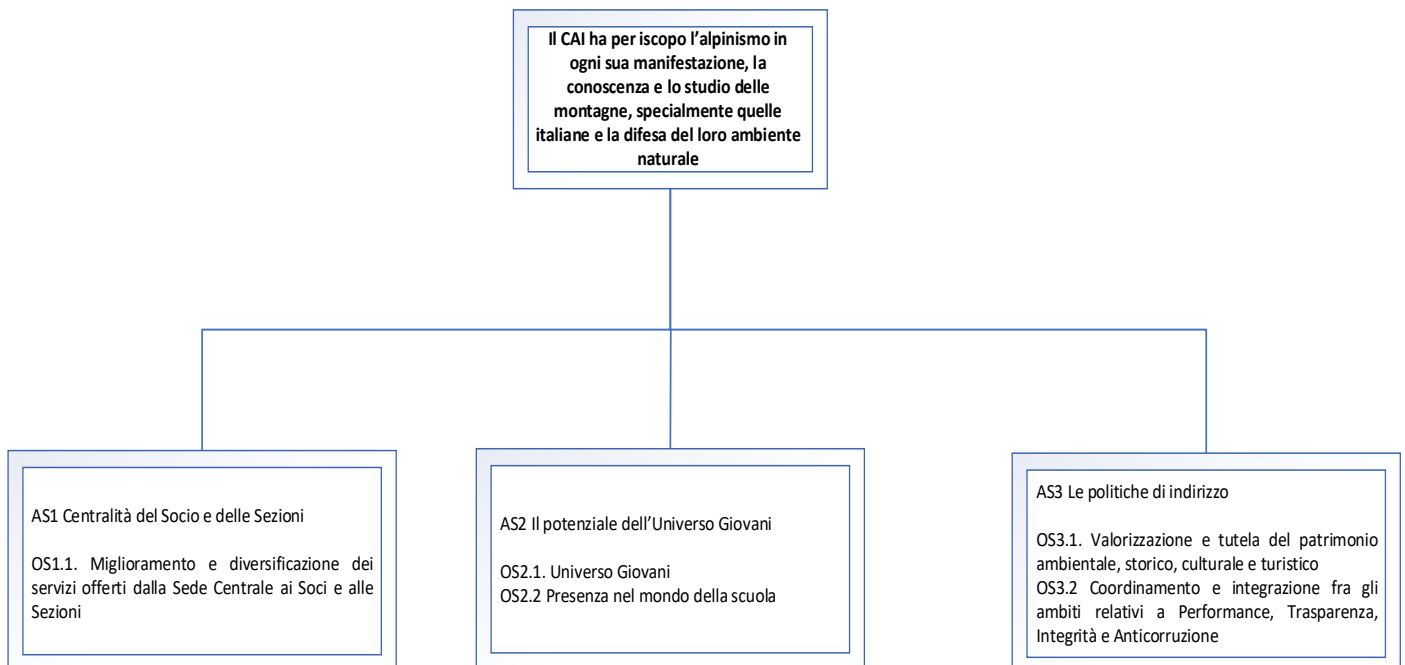 Il CAI ha per iscopo l’alpinismo in
ogni sua manifestazione, la
conoscenza e lo studio delle
montagne, specialmente quelle
italiane e la difesa del loro ambiente
naturale
AS1 Centralità del Socio e delle Sezioni
OS1.1. Miglioramento e diversificazione dei
servizi offerti dalla Sede Centrale ai Soci e alle
Sezioni
AS2 Il potenziale dell’Universo Giovani
OS2.1. Universo Giovani
OS2.2 Presenza nel mondo della scuola
AS3 Le politiche di indirizzo
OS3.1. Valorizzazione e tutela del patrimonio
ambientale, storico, culturale e turistico
OS3.2 Coordinamento e integrazione fra gli
ambiti relativi a Performance, Trasparenza,
Integrità e Anticorruzione